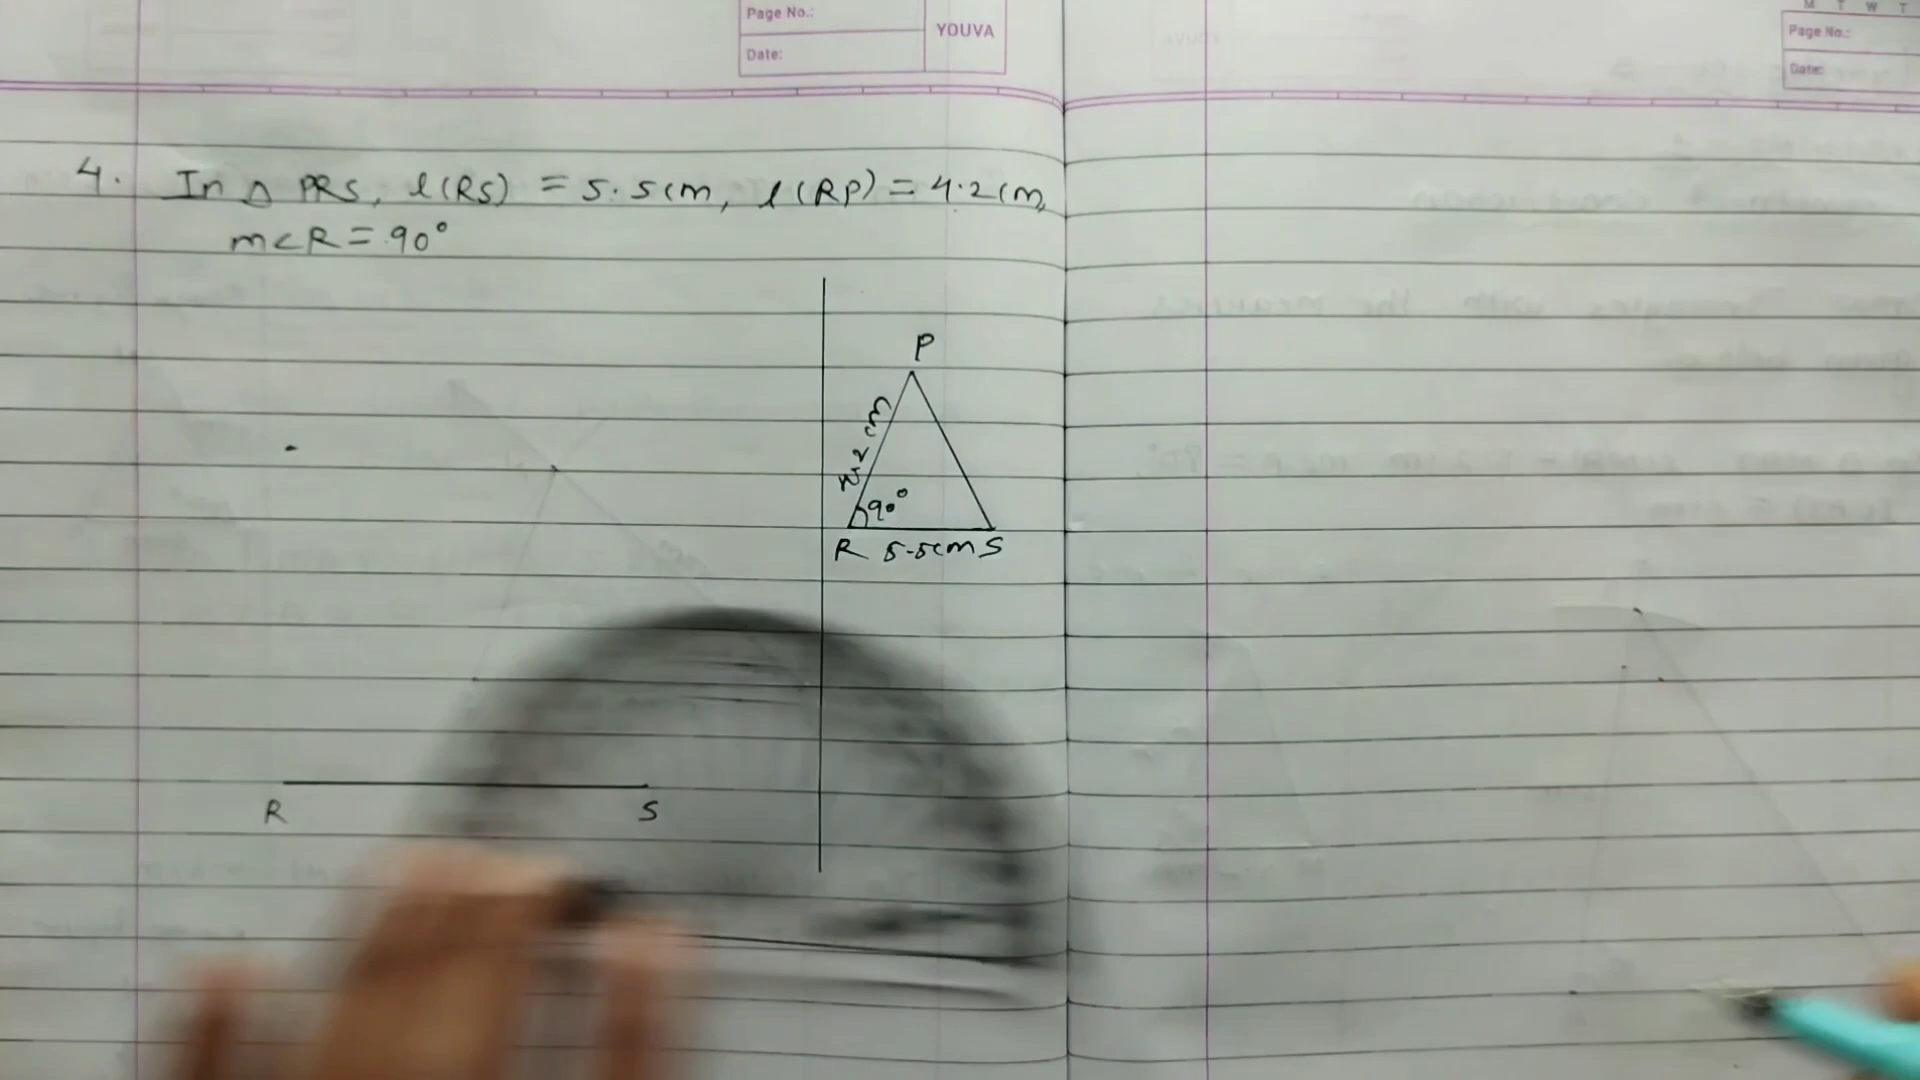 Page No.:
YOUVA
Date:
M T W T
Page No.:
Date:
4. In △ PRS, l(RS) = 5.5cm, l(RP) = 4.2cm,
m<R = 90°
P
4.2 cm
90°
R 5.5cm S
R S